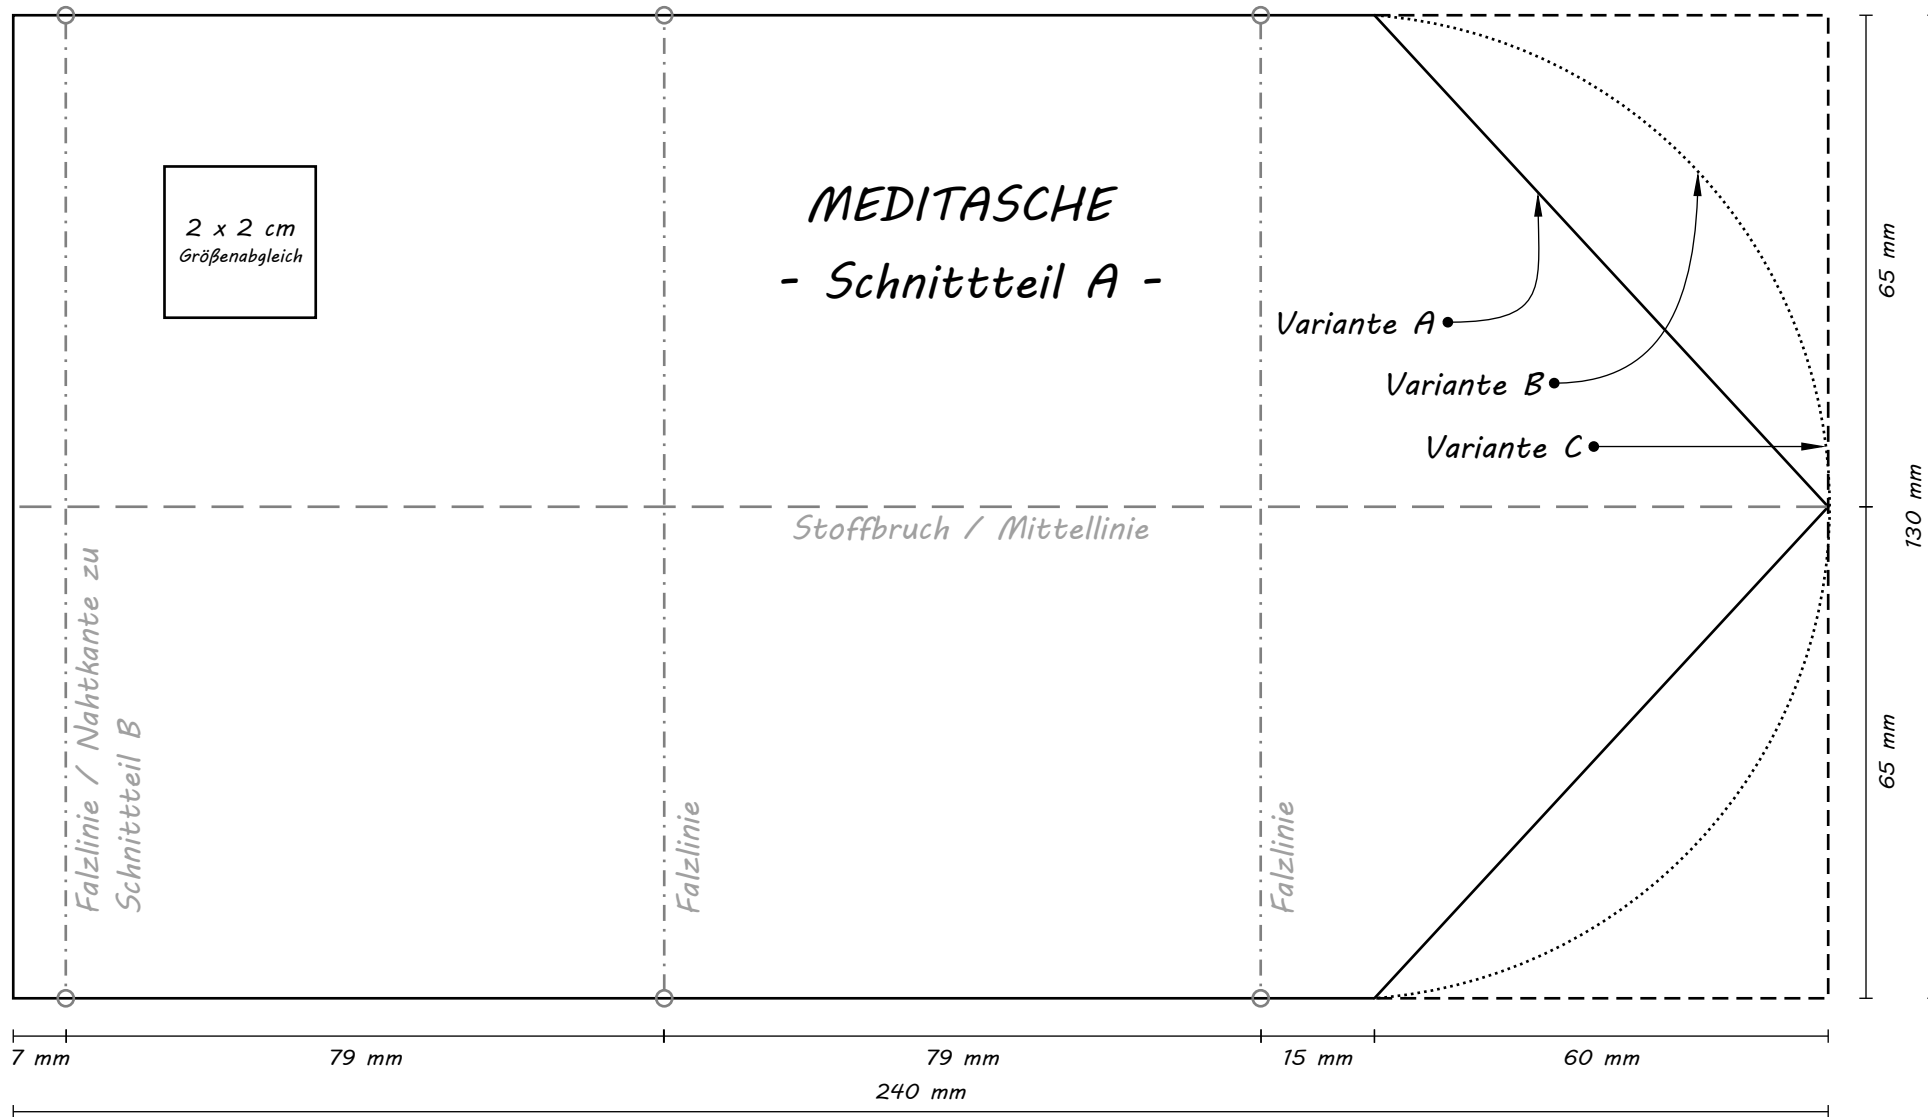 MEDITASCHE
- Schnittteil A -
2 x 2 cm
Größenabgleich
Variante A
Variante B
Variante C
Stoffbruch / Mittellinie
Falzlinie / Nahtkante zu
Schnittteil B
Falzlinie
Falzlinie
65 mm
130 mm
65 mm
7 mm
79 mm
79 mm
15 mm
60 mm
240 mm